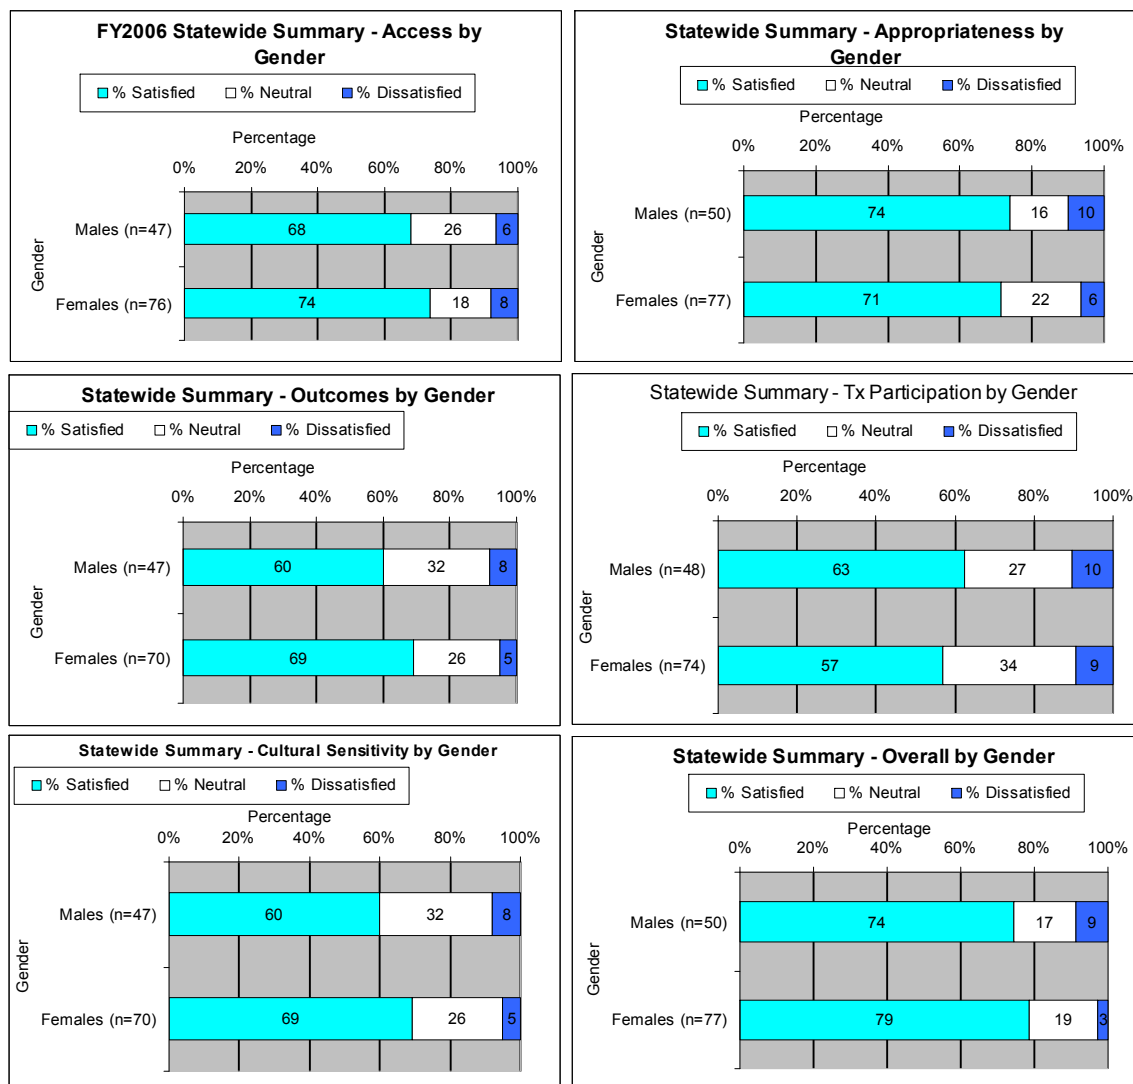 FY2006 Statewide Summary - Access by
Gender
% Satisfied % Neutral % Dissatisfied
Percentage
0% 20% 40% 60% 80% 100%
Gender
Males (n=47) 68 26 6
Females (n=76) 74 18 8
Statewide Summary - Appropriateness by
Gender
% Satisfied % Neutral % Dissatisfied
Percentage
0% 20% 40% 60% 80% 100%
Gender
Males (n=50) 74 16 10
Females (n=77) 71 22 6
Statewide Summary - Outcomes by Gender
% Satisfied % Neutral % Dissatisfied
Percentage
0% 20% 40% 60% 80% 100%
Gender
Males (n=47) 60 32 8
Females (n=70) 69 26 5
Statewide Summary - Tx Participation by Gender
% Satisfied % Neutral % Dissatisfied
Percentage
0% 20% 40% 60% 80% 100%
Gender
Males (n=48) 63 27 10
Females (n=74) 57 34 9
Statewide Summary - Cultural Sensitivity by Gender
% Satisfied % Neutral % Dissatisfied
Percentage
0% 20% 40% 60% 80% 100%
Gender
Males (n=47) 60 32 8
Females (n=70) 69 26 5
Statewide Summary - Overall by Gender
% Satisfied % Neutral % Dissatisfied
Percentage
0% 20% 40% 60% 80% 100%
Gender
Males (n=50) 74 17 9
Females (n=77) 79 19 3